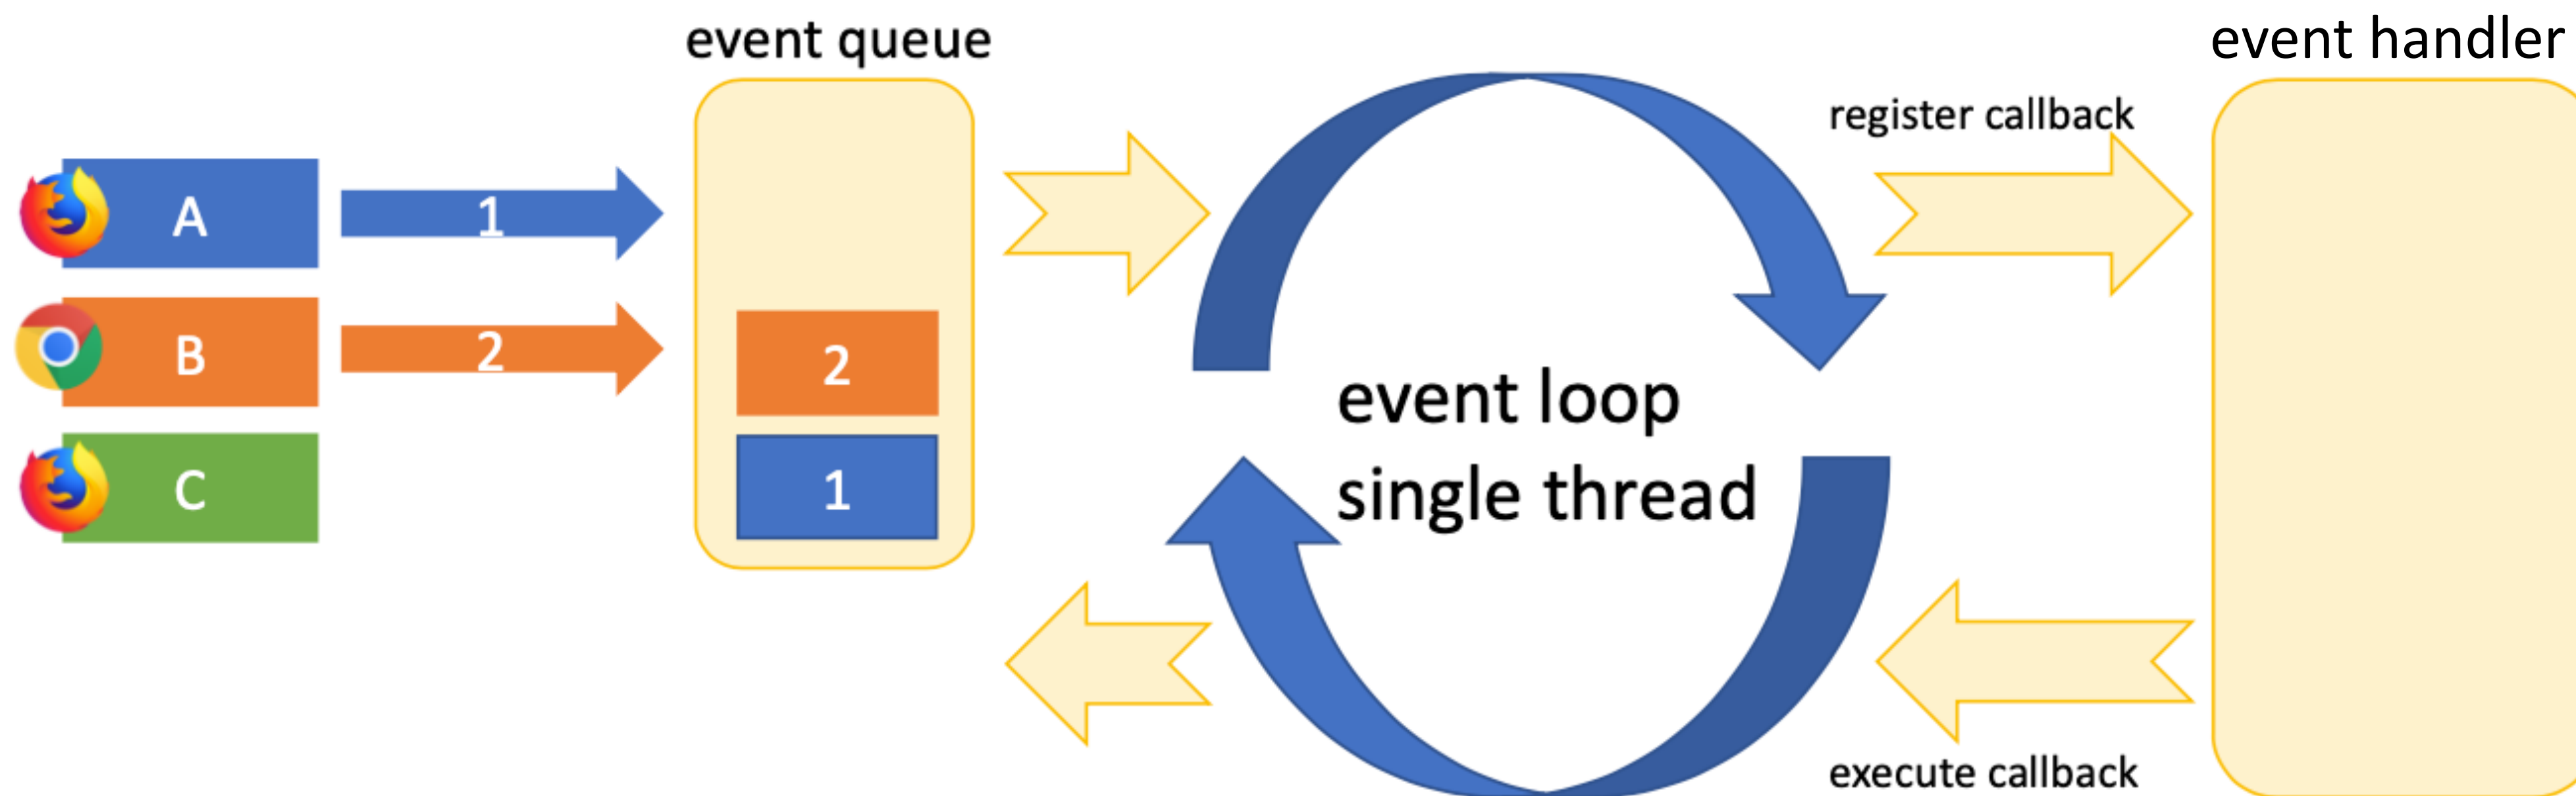 event queue
event handler
register callback
A
1
B
2
C
2
1
event loop
single thread
execute callback